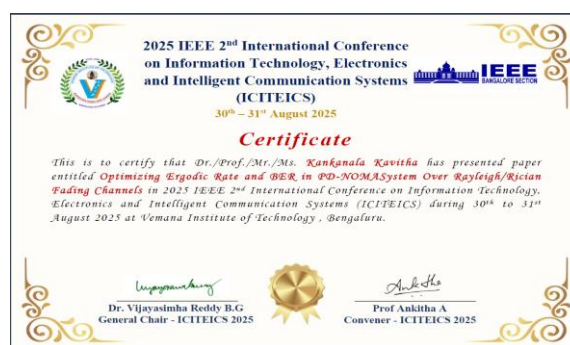 2025 IEEE 2nd International Conference
on Information Technology, Electronics
and Intelligent Communication Systems
(ICITEICS)
IEEE
BANGALORE SECTION
30th – 31st August 2025
Certificate
This is to certify that Dr./Prof./Mr./Ms. Kankanala Kavitha has presented paper
entitled Optimizing Ergodic Rate and BER in PD-NOMASystem Over Rayleigh/Rician
Fading Channels in 2025 IEEE 2nd International Conference on Information Technology,
Electronics and Intelligent Communication Systems (ICITEICS) during 30th to 31st
August 2025 at Vemana Institute of Technology , Bengaluru.
Dr. Vijayasimha Reddy B.G
General Chair - ICITEICS 2025
Prof Ankitha A
Convener - ICITEICS 2025